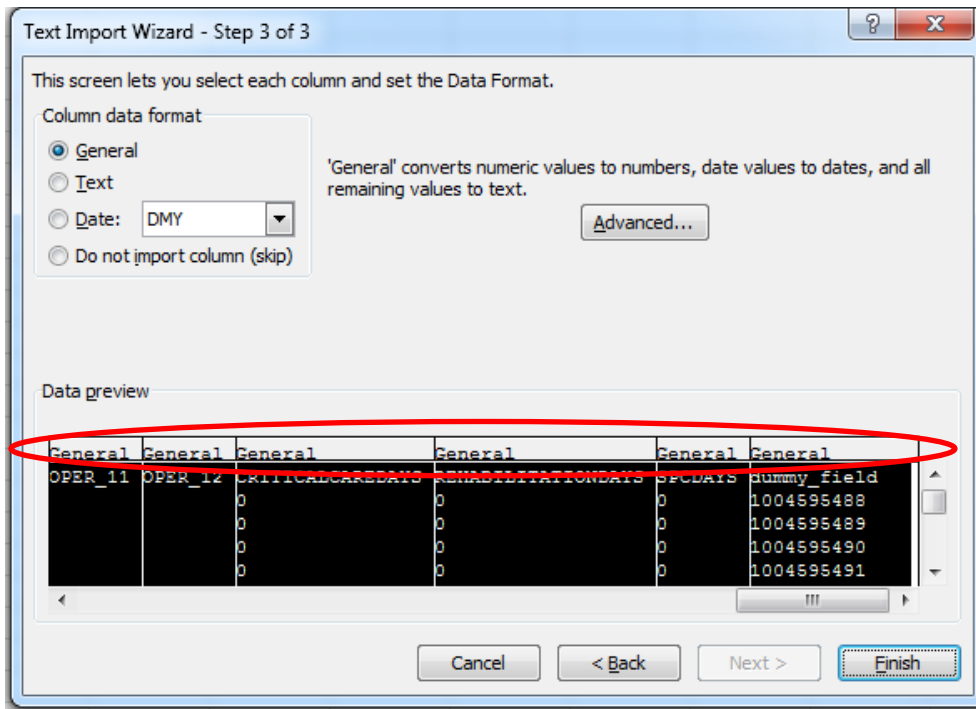 Text Import Wizard - Step 3 of 3
This screen lets you select each column and set the Data Format.
Column data format
General
Text
Date: DMY
Do not import column (skip)
'General' converts numeric values to numbers, date values to dates, and all
remaining values to text.
Advanced...
Data preview
General General General General General General
OPER_11 OPER_12 CRITICALCAREDAYS REHABILITATIONDAYS SPCDAYS dummy_field
0 0 0 1004595488
0 0 0 1004595489
0 0 0 1004595490
0 0 0 1004595491
Cancel < Back Next > Finish